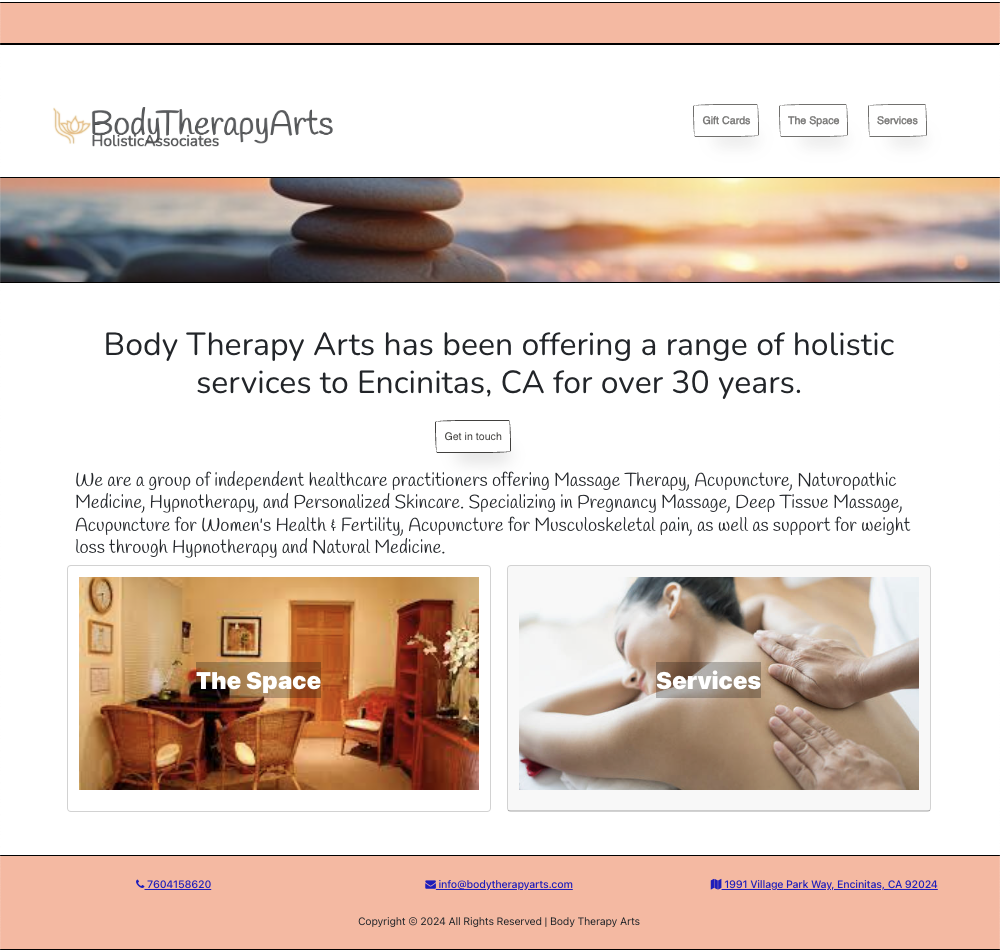 BodyTherapyArts
HolisticAssociates
Gift Cards
The Space
Services
Body Therapy Arts has been offering a range of holistic
services to Encinitas, CA for over 30 years.
Get in touch
We are a group of independent healthcare practitioners offering Massage Therapy, Acupuncture, Naturopathic
Medicine, Hypnotherapy, and Personalized Skincare. Specializing in Pregnancy Massage, Deep Tissue Massage,
Acupuncture for Women's Health & Fertility, Acupuncture for Musculoskeletal pain, as well as support for weight
loss through Hypnotherapy and Natural Medicine.
The Space
Services
7604158620
info@bodytherapyarts.com
1991 Village Park Way, Encinitas, CA 92024
Copyright © 2024 All Rights Reserved | Body Therapy Arts